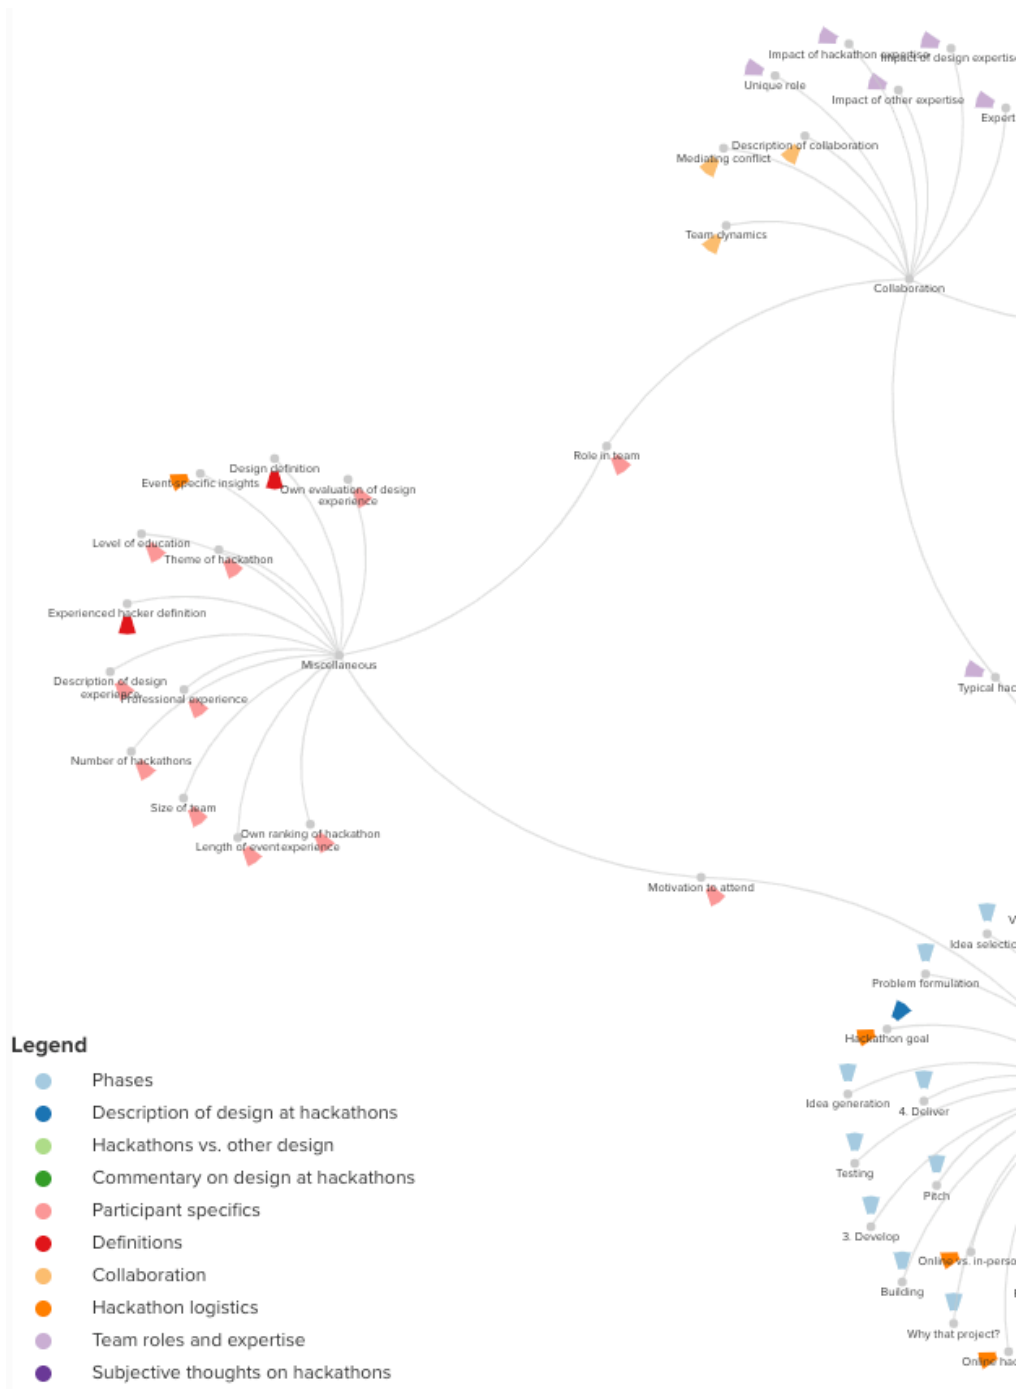 Impact of hackathon expertise
Impact of design expertise
Unique role
Impact of other expertise
Expert
Description of collaboration
Mediating conflict
Team dynamics
Collaboration
Role in team
Design definition
Event-specific insights
Own evaluation of design
experience
Level of education
Theme of hackathon
Experienced hacker definition
Miscellaneous
Description of design
experience
Professional experience
Typical hac
Number of hackathons
Size of team
Own ranking of hackathon
experience
Length of event
Motivation to attend
V
Idea selectio
Problem formulation
Hackathon goal
Idea generation
4. Deliver
Testing
Pitch
3. Develop
Online vs. in-perso
Building
Why that project?
Online hac
Legend
Phases
Description of design at hackathons
Hackathons vs. other design
Commentary on design at hackathons
Participant specifics
Definitions
Collaboration
Hackathon logistics
Team roles and expertise
Subjective thoughts on hackathons